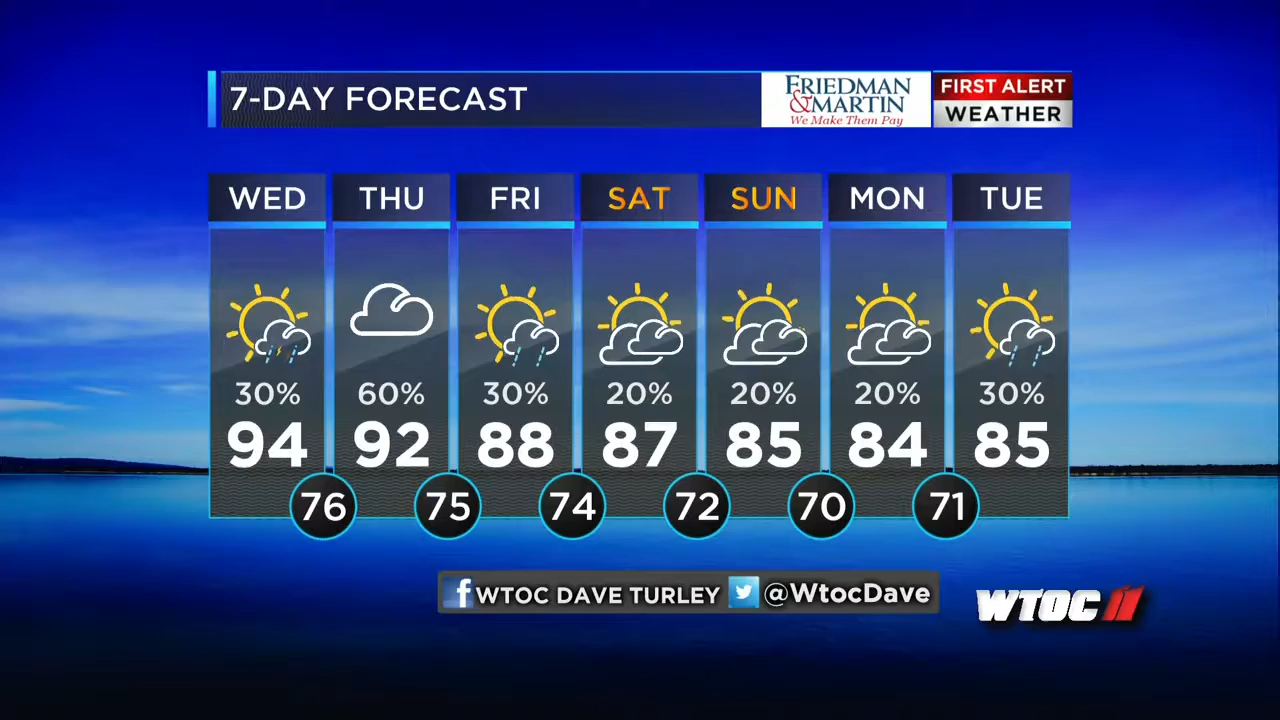 7-DAY FORECAST
FRIEDMAN
&MARTIN
We Make Them Pay
FIRST ALERT
WEATHER
WED THU FRI SAT SUN MON TUE
30% 60% 30% 20% 20% 20% 30%
94 92 88 87 85 84 85
76 75 74 72 70 71
f WTOC DAVE TURLEY @WtocDave
WTOC 11